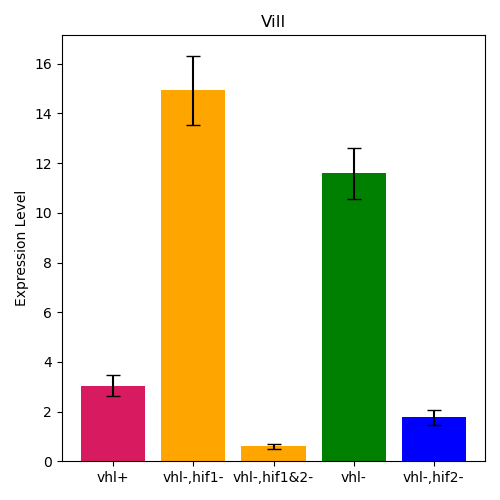 Vill
Expression Level
16
14
12
10
8
6
4
2
0
vhl+
vhl-,hif1-
vhl-,hif1&2-
vhl-
vhl-,hif2-